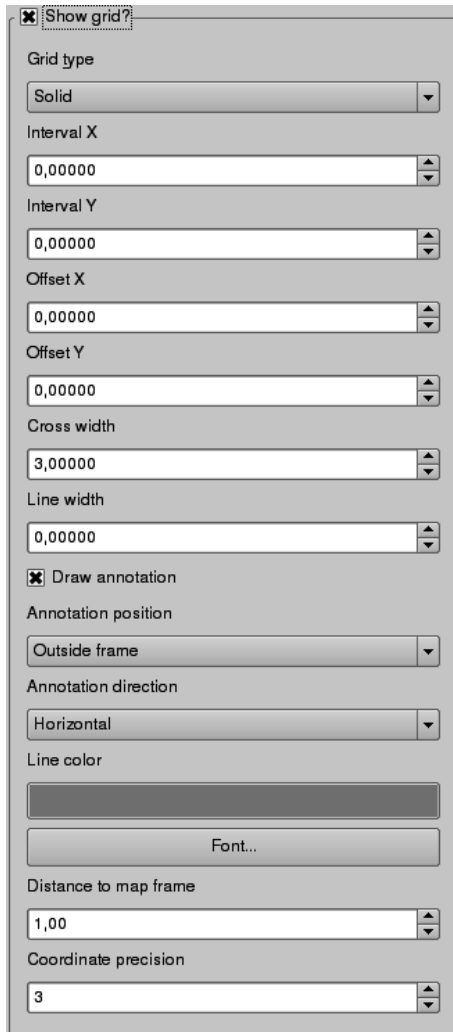 Show grid?
Grid type
Solid
Interval X
0,00000
Interval Y
0,00000
Offset X
0,00000
Offset Y
0,00000
Cross width
3,00000
Line width
0,00000
Draw annotation
Annotation position
Outside frame
Annotation direction
Horizontal
Line color
Font...
Distance to map frame
1,00
Coordinate precision
3